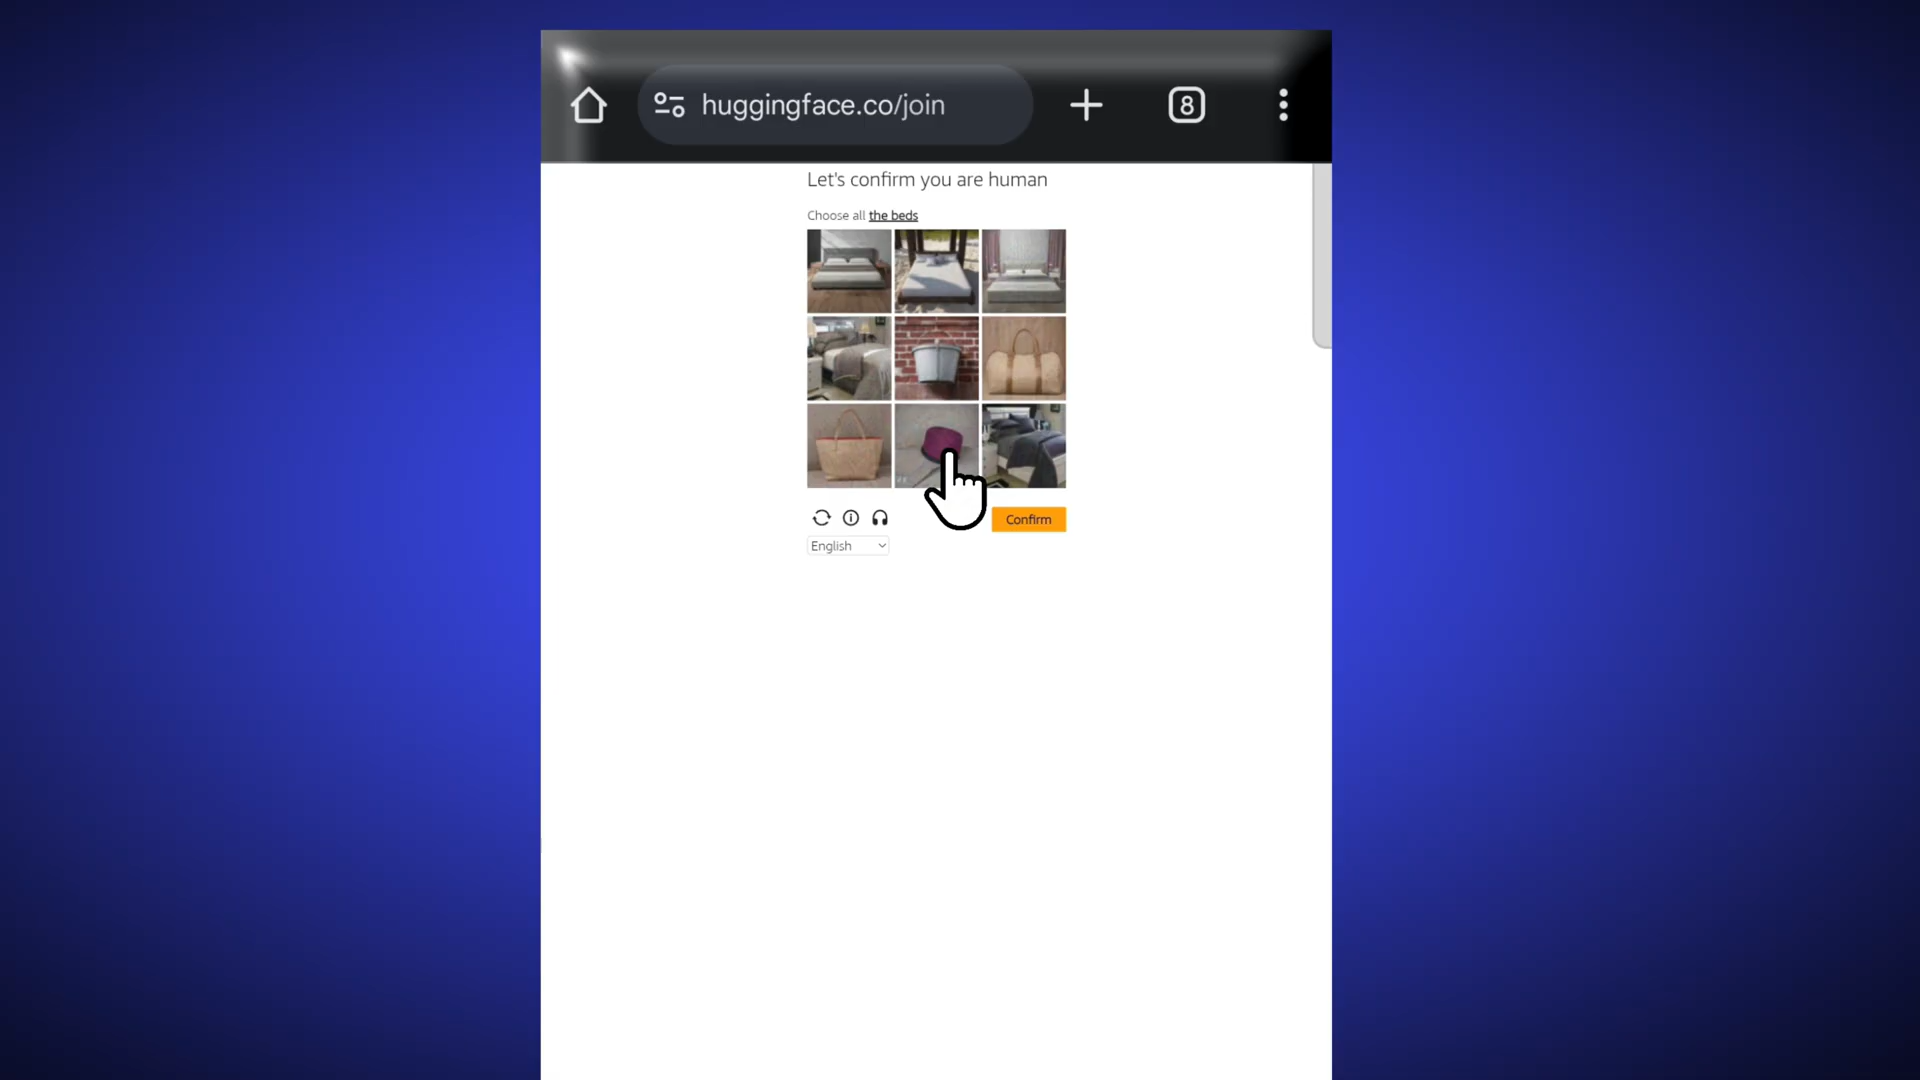 huggingface.co/join
8
Let's confirm you are human
Choose all the beds
Confirm
English